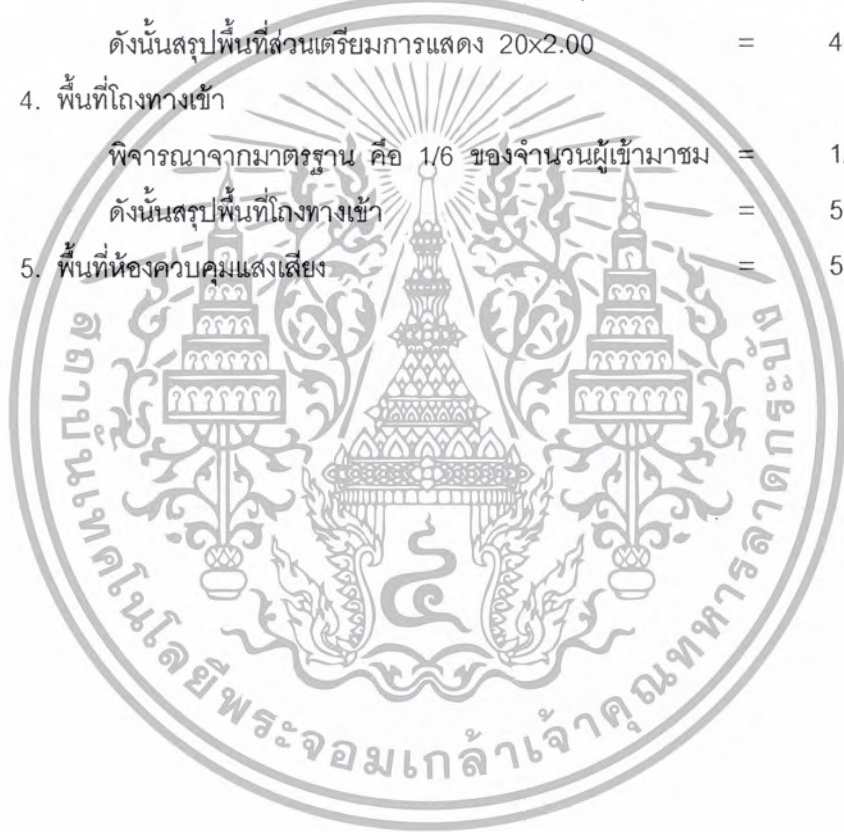 ดังนั้นสรุปพื้นที่ส่วนเตรียมการแสดง 20x2.00 = 4
4. พื้นที่โถงทางเข้า
พิจารณาจากมาตรฐาน คือ 1/6 ของจำนวนผู้เข้ามาชม = 1
ดังนั้นสรุปพื้นที่โถงทางเข้า = 5
5. พื้นที่ห้องควบคุมแสงเสียง = 5
สถาบันเทคโนโลยีพระจอมเกล้าเจ้าคุณทหารลาดกระบัง